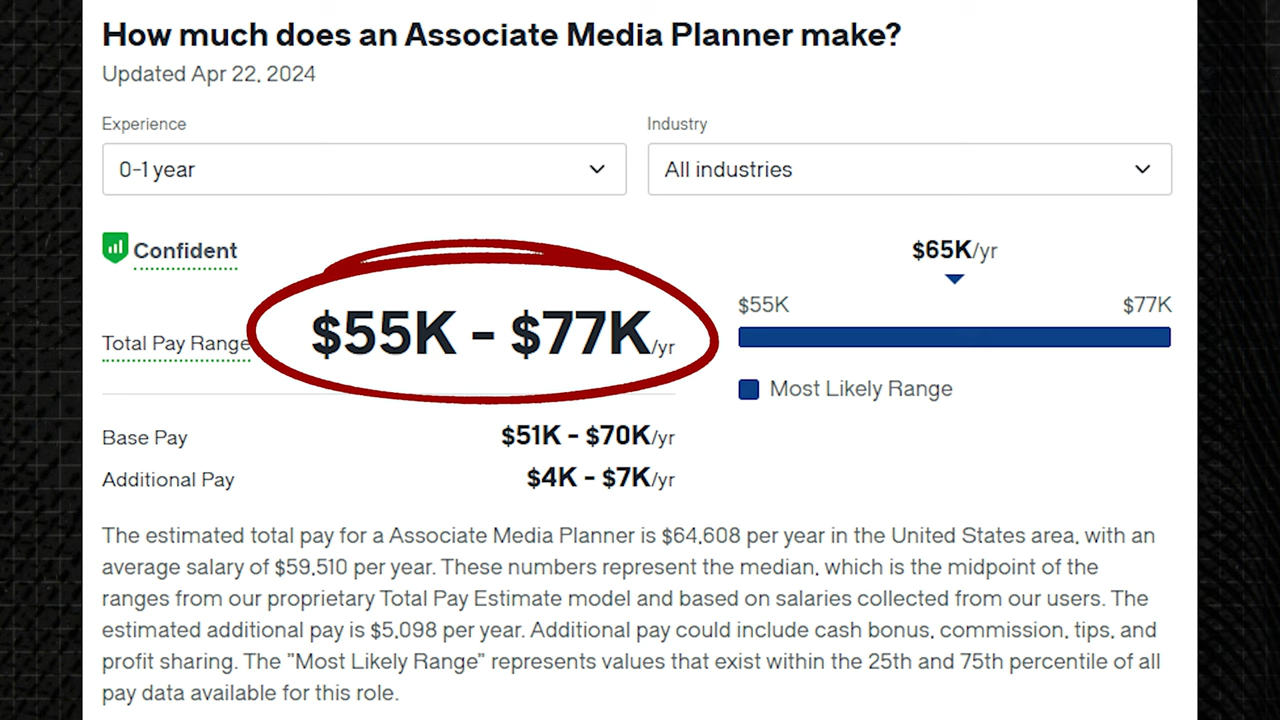 How much does an Associate Media Planner make?
Updated Apr 22, 2024
Experience
Industry
0-1 year
All industries
Confident
$65K/yr
$55K
$77K
Total Pay Range
$55K - $77K/yr
Most Likely Range
Base Pay
$51K - $70K/yr
Additional Pay
$4K - $7K/yr
The estimated total pay for a Associate Media Planner is $64,608 per year in the United States area, with an
average salary of $59,510 per year. These numbers represent the median, which is the midpoint of the
ranges from our proprietary Total Pay Estimate model and based on salaries collected from our users. The
estimated additional pay is $5,098 per year. Additional pay could include cash bonus, commission, tips, and
profit sharing. The "Most Likely Range" represents values that exist within the 25th and 75th percentile of all
pay data available for this role.